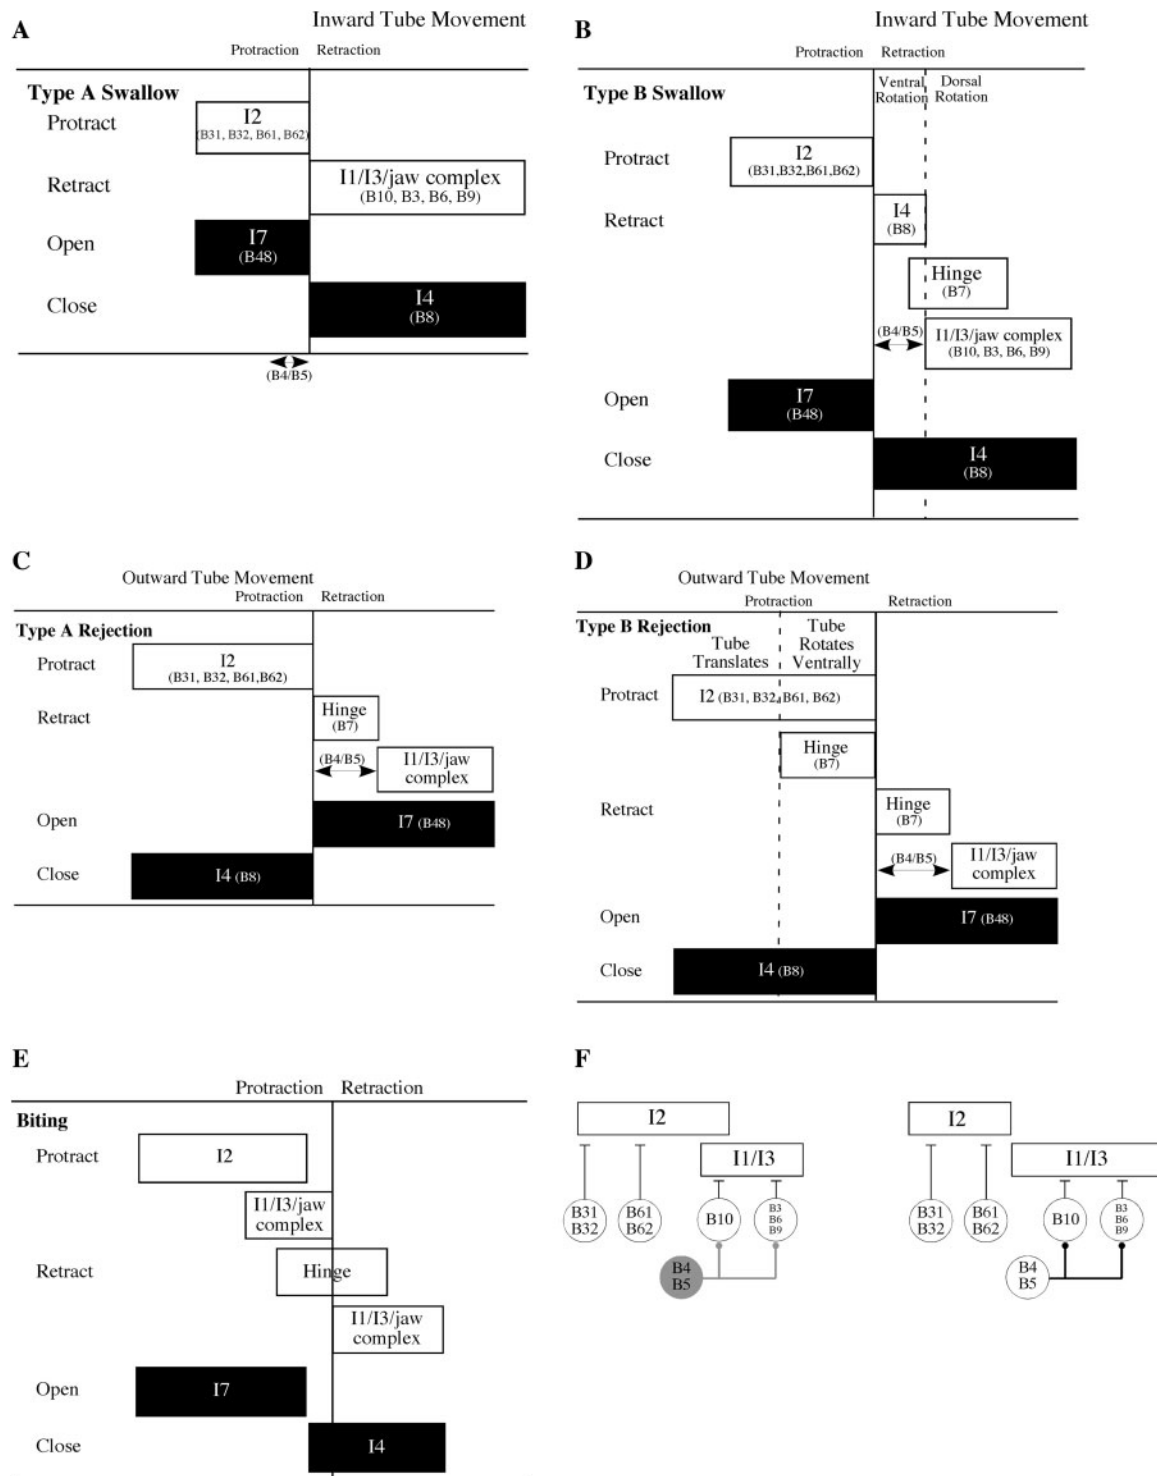 A
Inward Tube Movement
Protraction Retraction
Type A Swallow
Protract
I2
(B31, B32, B61, B62)
Retract
I1/I3/jaw complex
(B10, B3, B6, B9)
Open
I7
(B48)
Close
I4
(B8)
(B4/B5)
B
Inward Tube Movement
Protraction Retraction
Type B Swallow
Ventral Rotation
Dorsal Rotation
Protract
I2
(B31,B32,B61,B62)
Retract
I4
(B8)
Hinge
(B7)
(B4/B5)
I1/I3/jaw complex
(B10, B3, B6, B9)
Open
I7
(B48)
Close
I4
(B8)
C
Outward Tube Movement
Protraction Retraction
Type A Rejection
Protract
I2
(B31, B32, B61,B62)
Retract
Hinge
(B7)
(B4/B5)
I1/I3/jaw
complex
Open
I7 (B48)
Close
I4 (B8)
D
Outward Tube Movement
Protraction Retraction
Type B Rejection
Tube
Translates
Tube
Rotates
Ventrally
Protract
I2 (B31, B32, B61, B62)
Hinge
(B7)
Retract
Hinge
(B7)
(B4/B5)
I1/I3/jaw
complex
Open
I7 (B48)
Close
I4 (B8)
E
Protraction Retraction
Biting
Protract
I2
I1/I3/jaw
complex
Retract
Hinge
I1/I3/jaw
complex
Open
I7
Close
I4
F
I2
I1/I3
B31
B32
B61
B62
B10
B3
B6
B9
B4
B5
I2
I1/I3
B31
B32
B61
B62
B10
B3
B6
B9
B4
B5